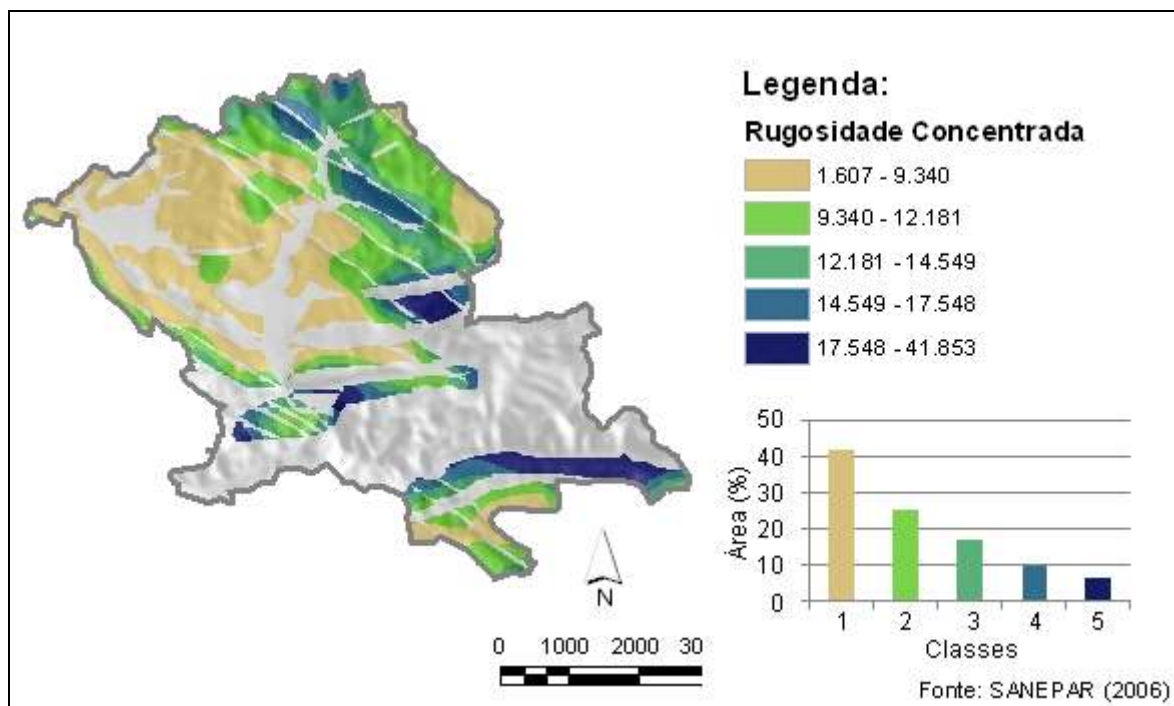 Legenda:
Rugosidade Concentrada
1.607 - 9.340
9.340 - 12.181
12.181 - 14.549
14.549 - 17.548
17.548 - 41.853
50
40
30
20
10
0
Área (%)
1 2 3 4 5
Classes
N
0 1000 2000 30
Fonte: SANEPAR (2006)